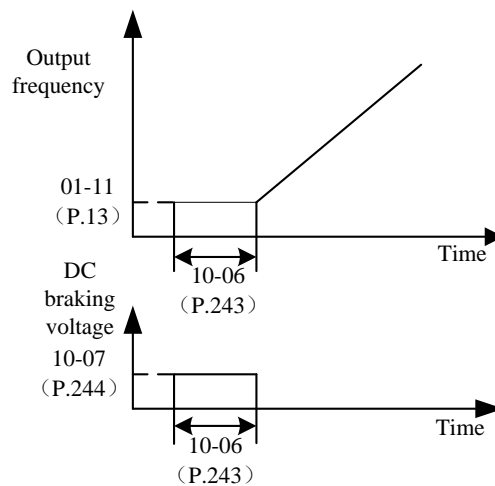 Output
frequency
01-11
（P.13）
Time
10-06
（P.243）
DC
braking
voltage
10-07
（P.244）
Time
10-06
（P.243）